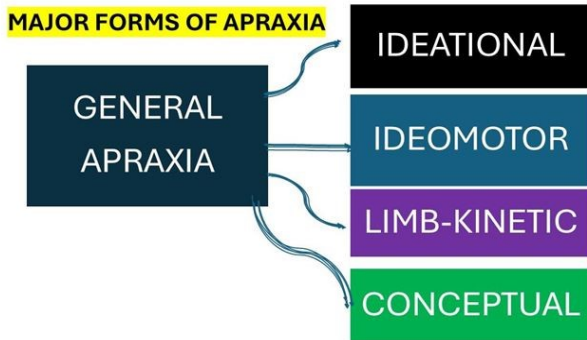 MAJOR FORMS OF APRAXIA
GENERAL
APRAXIA
IDEATIONAL
IDEOMOTOR
LIMB-KINETIC
CONCEPTUAL